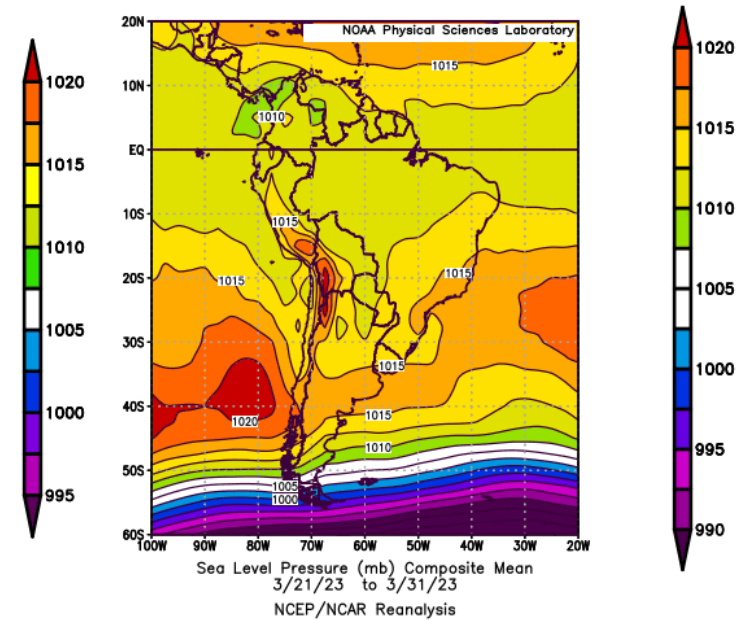 NOAA Physical Sciences Laboratory
20N
10N
EQ
10S
20S
30S
40S
50S
60S
100W 90W 80W 70W 60W 50W 40W 30W 20W
1015
1010
1015
1015
1015
1015
1015
1020
1010
1005
1000
Sea Level Pressure (mb) Composite Mean
3/21/23 to 3/31/23
NCEP/NCAR Reanalysis
1020
1015
1010
1005
1000
995
1020
1015
1010
1005
1000
995
990